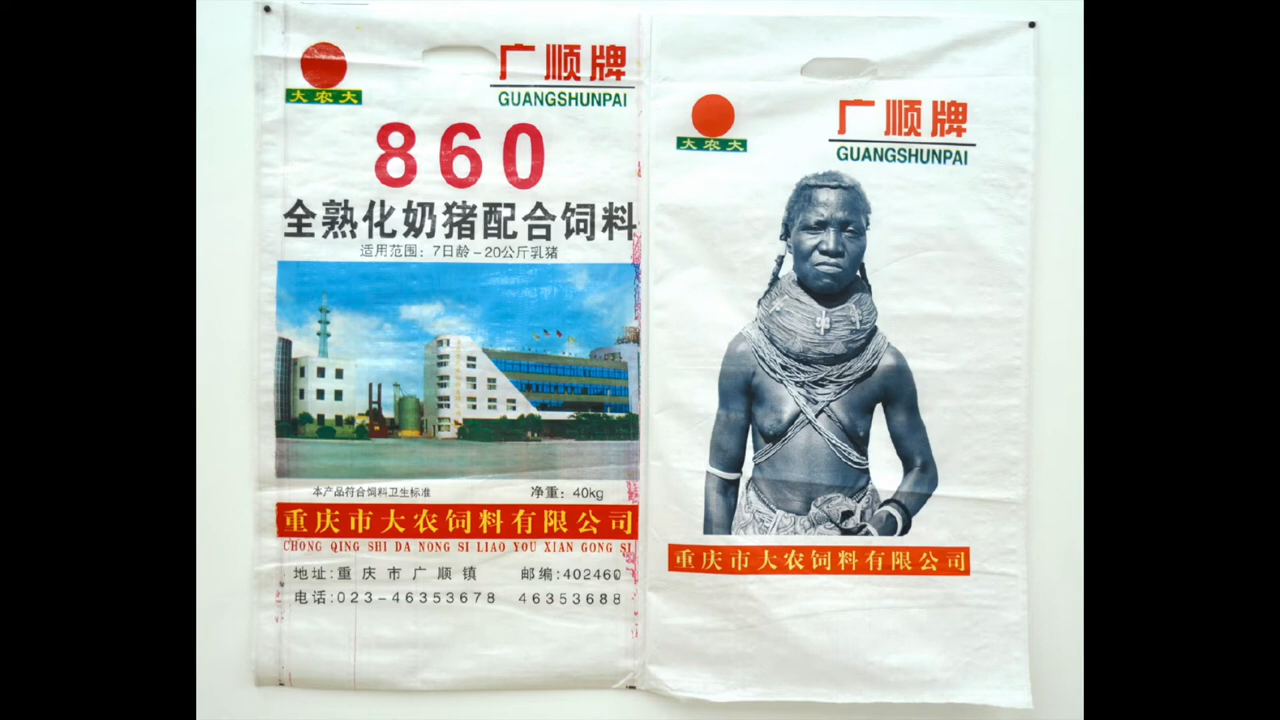 大农大
广顺牌
GUANGSHUNPAI
860
全熟化奶猪配合饲料
适用范围：7日龄-20公斤乳猪
本产品符合饲料卫生标准
净重：40kg
重庆市大农饲料有限公司
CHONG QING SHI DA NONG SI LIAO YOU XIAN GONG SI
地址:重庆市广顺镇 邮编:402460
电话:023-46353678 46353688
大农大
广顺牌
GUANGSHUNPAI
重庆市大农饲料有限公司